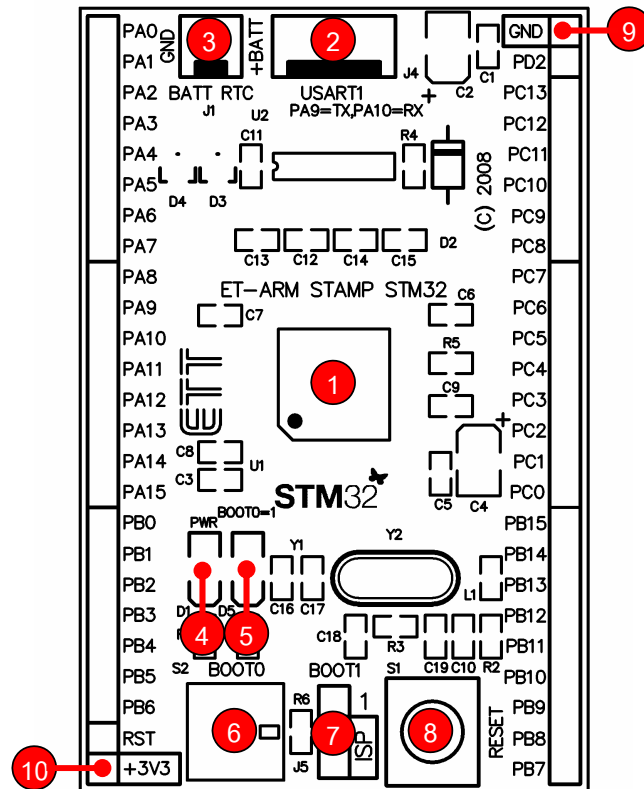 PA0
PA1
PA2
PA3
PA4
PA5
PA6
PA7
PA8
PA9
PA10
PA11
PA12
PA13
PA14
PA15
PB0
PB1
PB2
PB3
PB4
PB5
PB6
RST
+3V3
10
GND
3
+BATT
BATT RTC
J1
U2
2
USART1
J4
PA9=TX,PA10=RX
+
C2
C1
C11
R4
D4
D3
(C) 2008
C13
C12
C14
C15
D2
ET-ARM STAMP STM32
C7
C6
R5
C9
1
ETT
C8
C3
U1
STM32
+
C5
C4
PWR
BOOT0=1
Y1
Y2
C16
C17
L1
D1
D5
4
5
C18
R3
C19
C10
R2
S2
BOOT0
BOOT1
S1
6
R6
J5
7
1
ISP
8
RESET
GND
9
PD2
PC13
PC12
PC11
PC10
PC9
PC8
PC7
PC6
PC5
PC4
PC3
PC2
PC1
PC0
PB15
PB14
PB13
PB12
PB11
PB10
PB9
PB8
PB7